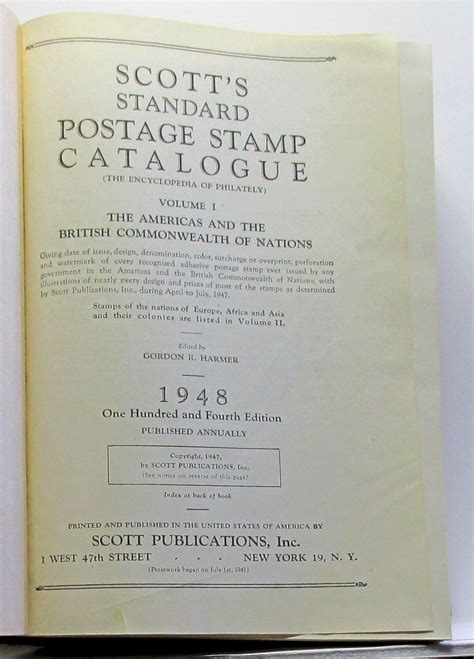 SCOTT'S
STANDARD
POSTAGE STAMP
CATALOGUE
(THE ENCYCLOPEDIA OF PHILATELY)
VOLUME I
THE AMERICAS AND THE
BRITISH COMMONWEALTH OF NATIONS
Giving date of issue, design, denomination, color, surcharge or overprint, perforation
and watermark of every recognised adhesive postage stamp ever issued by any
government in the Americas and the British Commonwealth of Nations; with
illustrations of nearly every design and prices of most of the stamps as determined
by Scott Publications, Inc., during April to July, 1947.
Stamps of the nations of Europe, Africa and Asia
and their colonies are listed in Volume II.
Edited by
GORDON R. HARMER
1948
One Hundred and Fourth Edition
PUBLISHED ANNUALLY
Copyright, 1947,
by SCOTT PUBLICATIONS, Inc.
(See notice on reverse of this page)
Index at back of book
PRINTED AND PUBLISHED IN THE UNITED STATES OF AMERICA BY
SCOTT PUBLICATIONS, Inc.
1 WEST 47th STREET - - - NEW YORK 19, N. Y.
(Presswork began on July 1st, 1947)